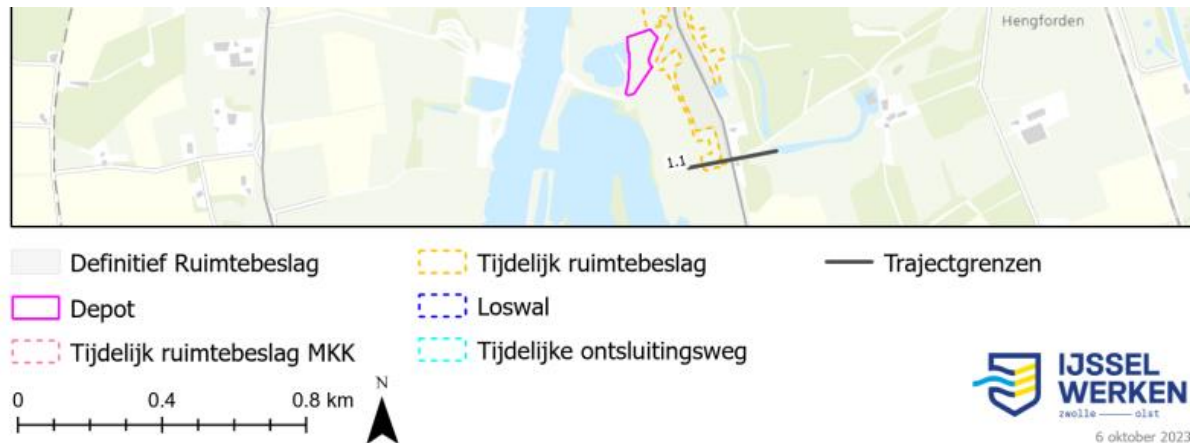 Hengforden
1.1
Definitief Ruimtebeslag
Tijdelijk ruimtebeslag
Trajectgrenzen
Depot
Loswal
Tijdelijk ruimtebeslag MKK
Tijdelijke ontsluitingsweg
N
0 0.4 0.8 km
IJSSEL
WERKEN
zwolle olst
6 oktober 2023